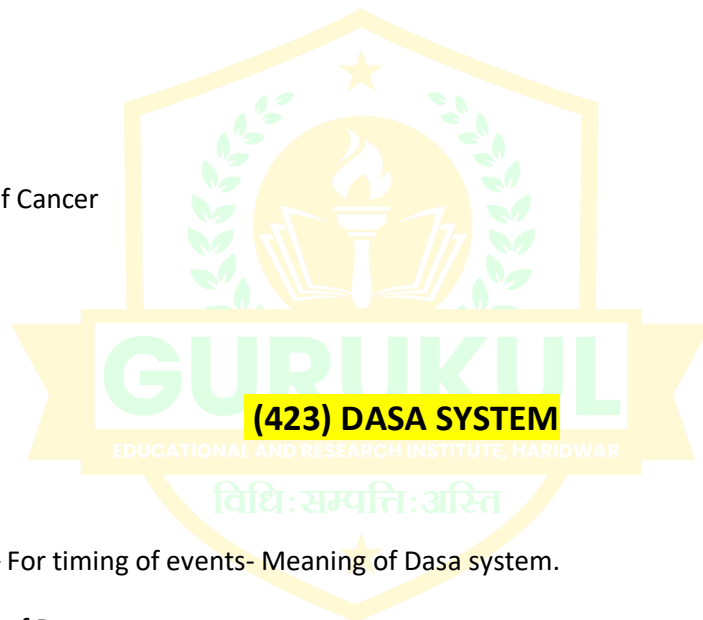 f Cancer
GURUKUL
(423) DASA SYSTEM
EDUCATIONAL AND RESEARCH INSTITUTE, HARIDWAR
विधिःसम्पत्तिःअस्ति
For timing of events- Meaning of Dasa system.